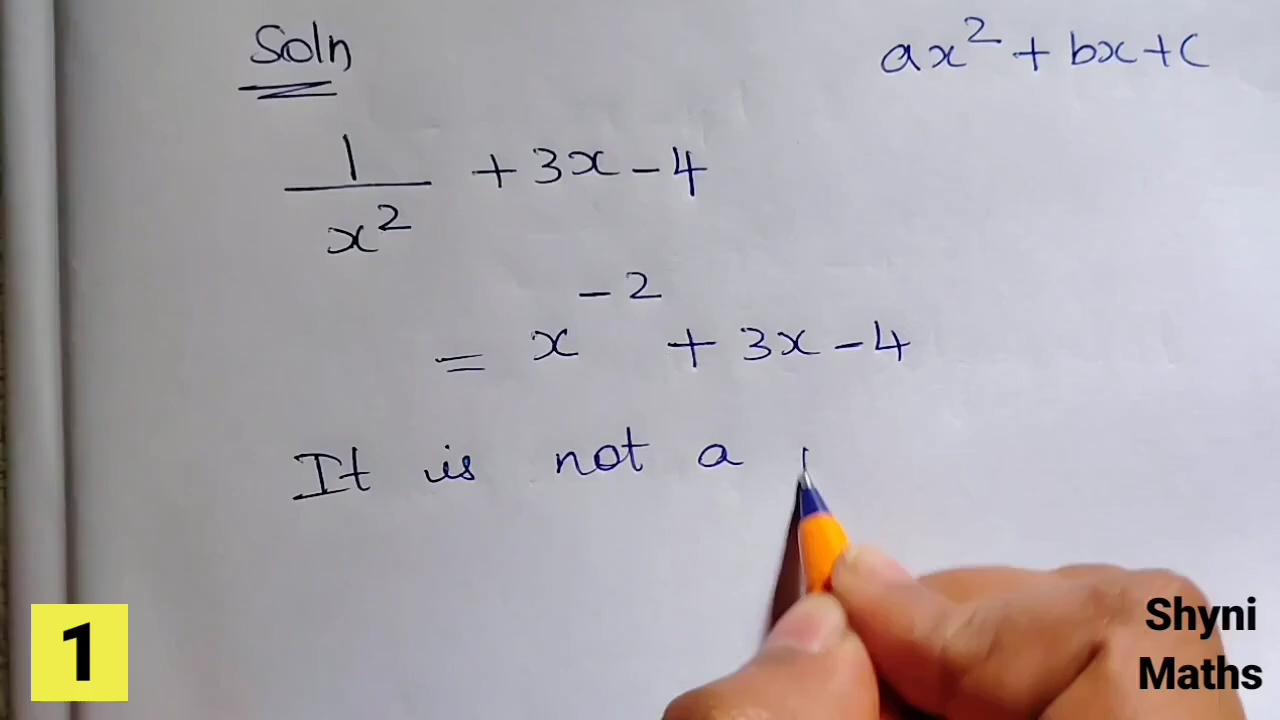 Soln
ax² + bx + c
1/x² + 3x - 4
= x⁻² + 3x - 4
It is not a
1
Shyni
Maths